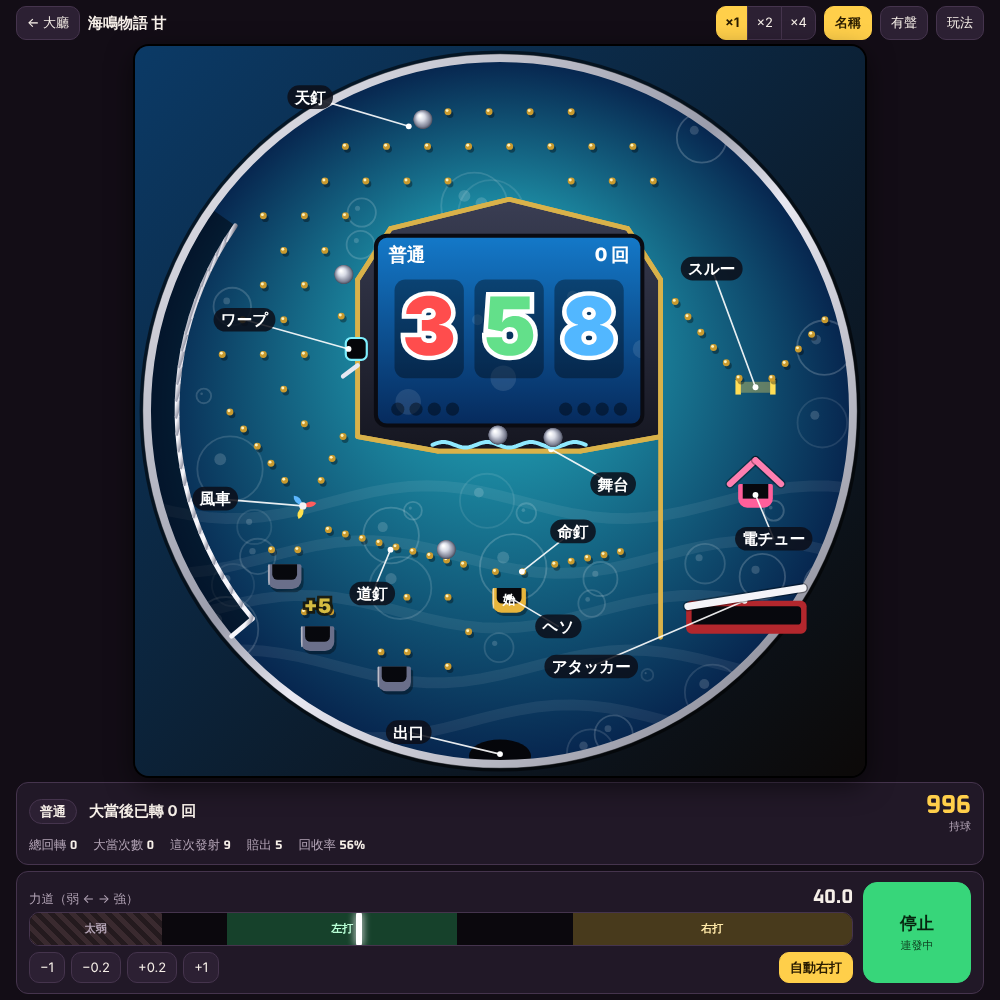 ← 大廳
海鳴物語 甘
×1
×2
×4
名稱
有聲
玩法
天釘
普通
0 回
3 5 8
スルー
ワープ
舞台
風車
命釘
電チュー
道釘
+5
始
ヘソ
アタッカー
出口
普通
大當後已轉 0 回
996
持球
總回轉 0
大當次數 0
這次發射 9
賠出 5
回收率 56%
力道（弱 ← → 強）
40.0
太弱
左打
右打
停止
連發中
−1
−0.2
+0.2
+1
自動右打